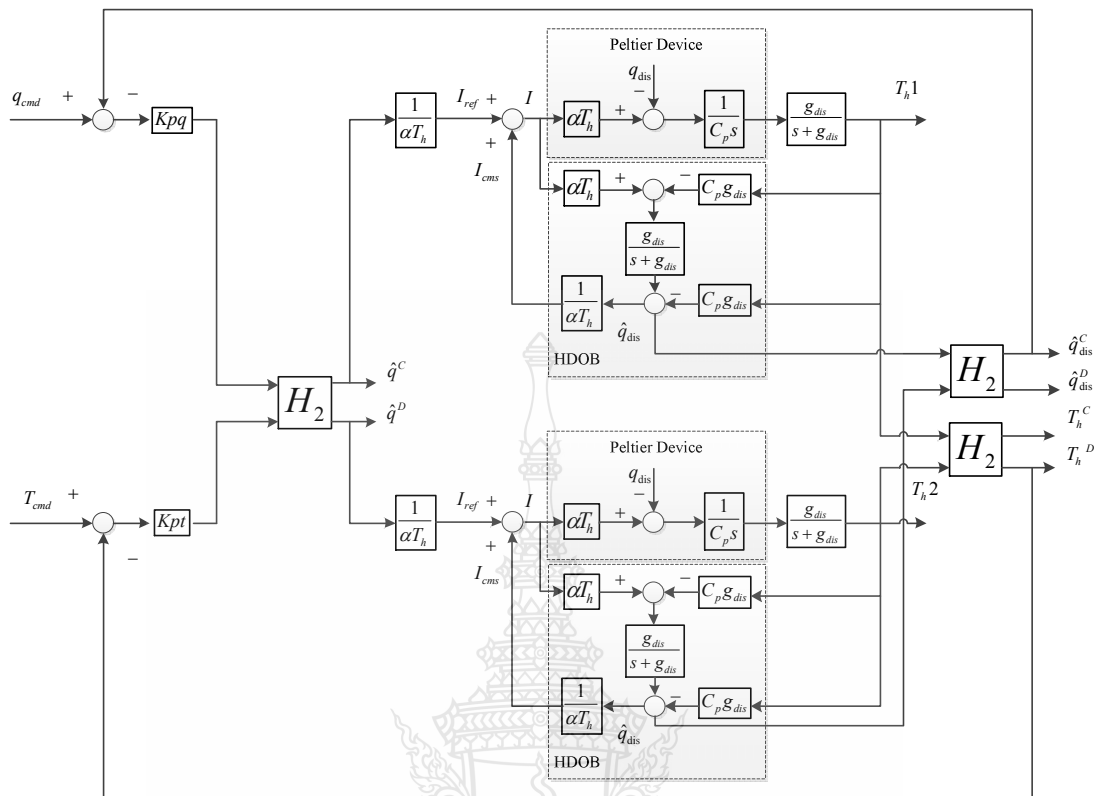 Peltier Device
q_dis
−
q_cmd + −
Kpq
1/(αT_h)
I_ref +
I
+
I_cms
αT_h
+
1/(C_p s)
g_dis/(s + g_dis)
T_h1
αT_h
+
−
C_p g_dis
g_dis/(s + g_dis)
1/(αT_h)
−
C_p g_dis
q̂_dis
HDOB
H_2
q̂^C
q̂^D
H_2
q̂_dis^C
q̂_dis^D
H_2
T_h^C
T_h^D
Peltier Device
q_dis
−
T_cmd + −
Kpt
1/(αT_h)
I_ref +
I
+
I_cms
αT_h
+
1/(C_p s)
g_dis/(s + g_dis)
T_h2
αT_h
+
−
C_p g_dis
g_dis/(s + g_dis)
1/(αT_h)
−
C_p g_dis
q̂_dis
HDOB